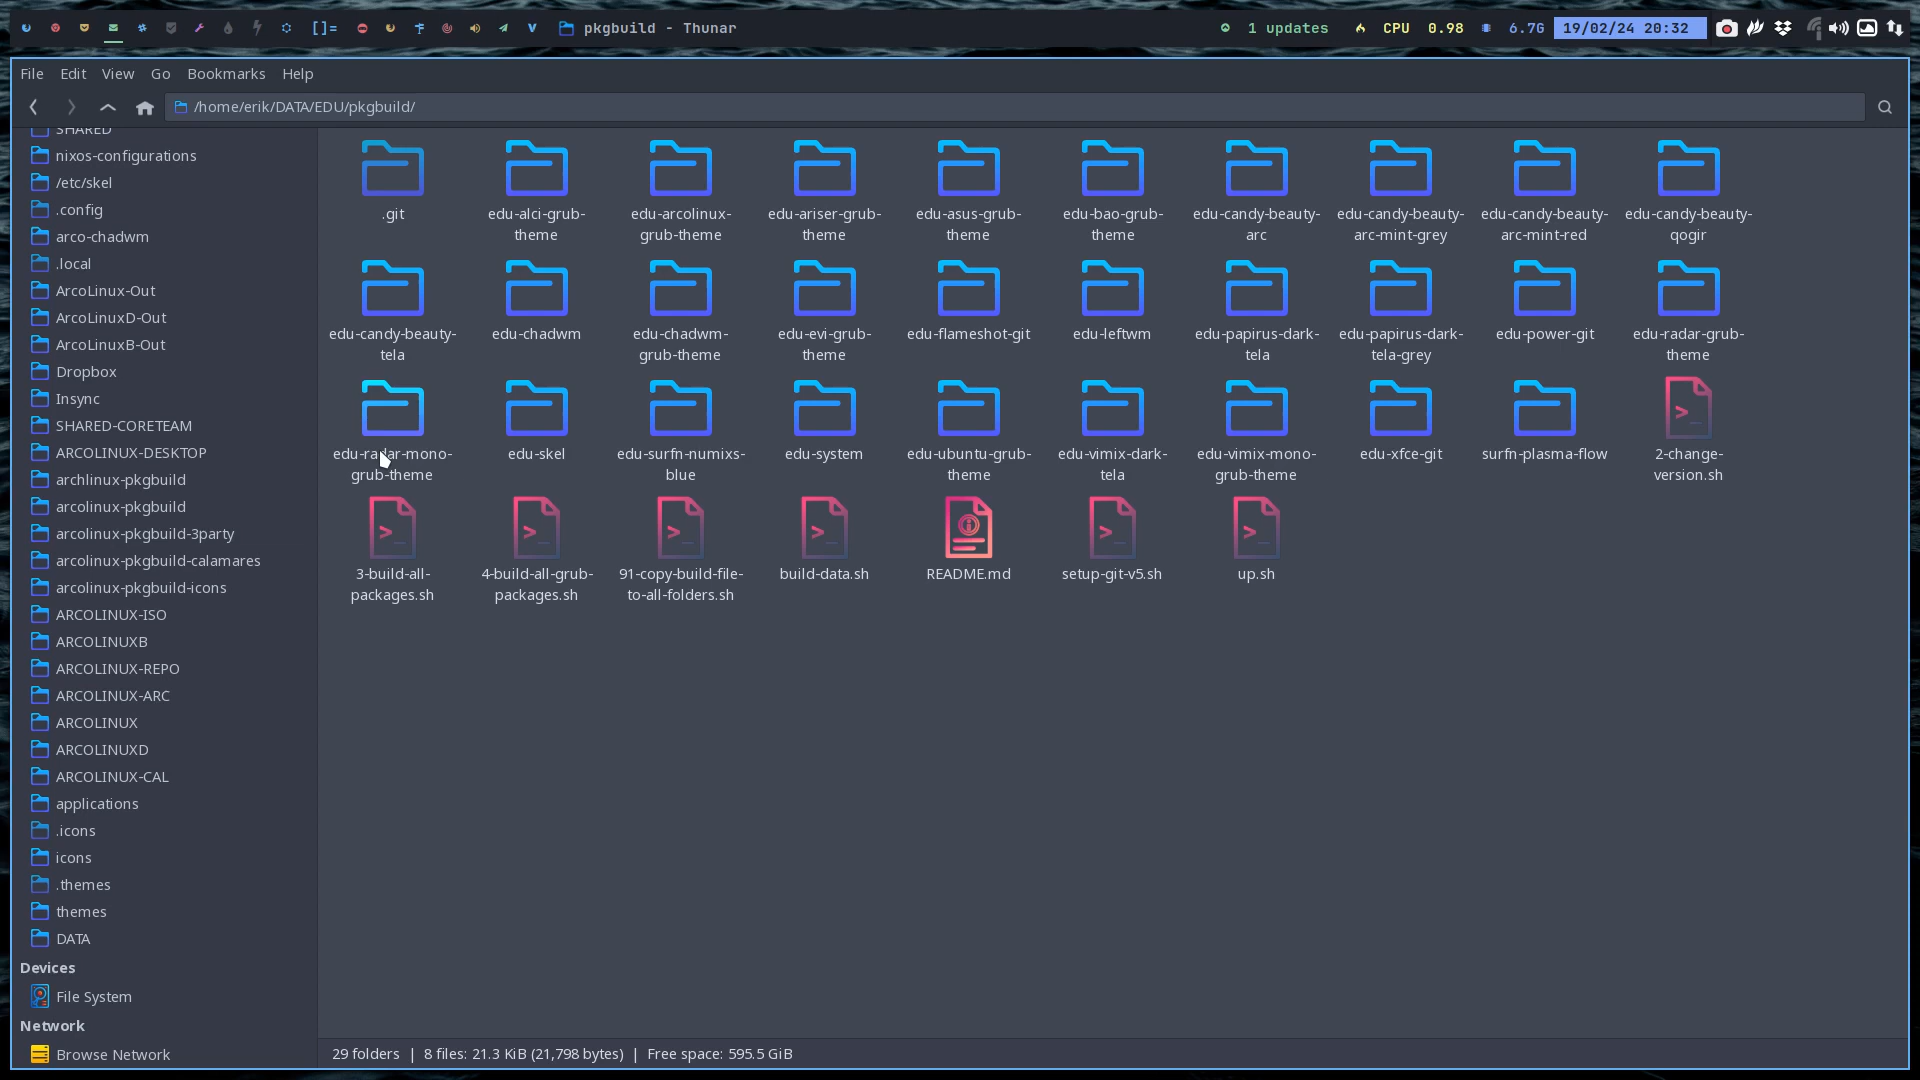 []=
pkgbuild - Thunar
1 updates
CPU 0.98
6.7G
19/02/24 20:32
File Edit View Go Bookmarks Help
/home/erik/DATA/EDU/pkgbuild/
SHARED
nixos-configurations
/etc/skel
.config
arco-chadwm
.local
ArcoLinux-Out
ArcoLinuxD-Out
ArcoLinuxB-Out
Dropbox
Insync
SHARED-CORETEAM
ARCOLINUX-DESKTOP
archlinux-pkgbuild
arcolinux-pkgbuild
arcolinux-pkgbuild-3party
arcolinux-pkgbuild-calamares
arcolinux-pkgbuild-icons
ARCOLINUX-ISO
ARCOLINUXB
ARCOLINUX-REPO
ARCOLINUX-ARC
ARCOLINUX
ARCOLINUXD
ARCOLINUX-CAL
applications
.icons
icons
.themes
themes
DATA
Devices
File System
Network
Browse Network
.git
edu-alci-grub-
theme
edu-arcolinux-
grub-theme
edu-ariser-grub-
theme
edu-asus-grub-
theme
edu-bao-grub-
theme
edu-candy-beauty-
arc
edu-candy-beauty-
arc-mint-grey
edu-candy-beauty-
arc-mint-red
edu-candy-beauty-
qogir
edu-candy-beauty-
tela
edu-chadwm
edu-chadwm-
grub-theme
edu-evi-grub-
theme
edu-flameshot-git
edu-leftwm
edu-papirus-dark-
tela
edu-papirus-dark-
tela-grey
edu-power-git
edu-radar-grub-
theme
edu-radar-mono-
grub-theme
edu-skel
edu-surfn-numixs-
blue
edu-system
edu-ubuntu-grub-
theme
edu-vimix-dark-
tela
edu-vimix-mono-
grub-theme
edu-xfce-git
surfn-plasma-flow
2-change-
version.sh
3-build-all-
packages.sh
4-build-all-grub-
packages.sh
91-copy-build-file-
to-all-folders.sh
build-data.sh
README.md
setup-git-v5.sh
up.sh
29 folders | 8 files: 21.3 KiB (21,798 bytes) | Free space: 595.5 GiB